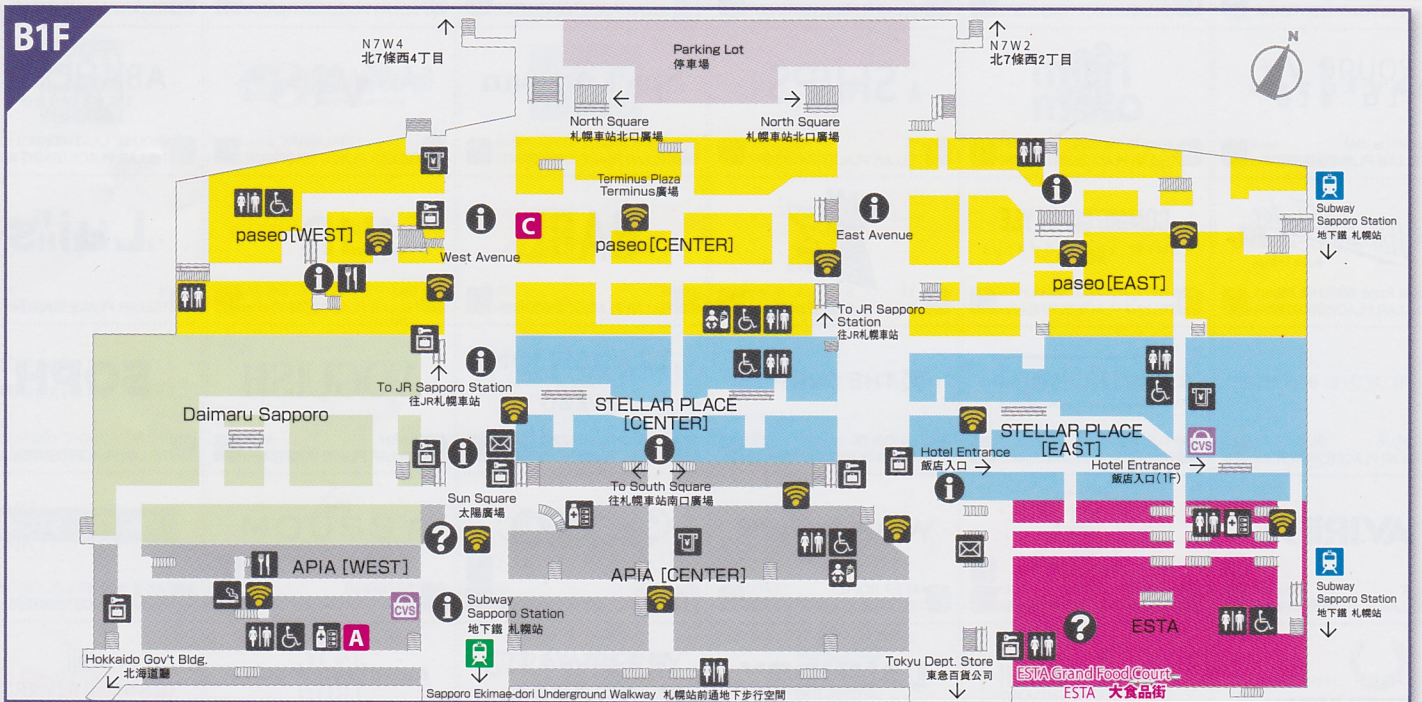 B1F
N7W4
北7條西4丁目
Parking Lot
停車場
N7W2
北7條西2丁目
N
North Square
札幌車站北口廣場
North Square
札幌車站北口廣場
Terminus Plaza
Terminus廣場
Subway
Sapporo Station
地下鐵 札幌站
paseo[WEST]
C
paseo[CENTER]
East Avenue
West Avenue
paseo[EAST]
To JR Sapporo
Station
往JR札幌車站
To JR Sapporo Station
往JR札幌車站
Daimaru Sapporo
STELLAR PLACE
[CENTER]
STELLAR PLACE
[EAST]
CVS
Hotel Entrance
飯店入口
Hotel Entrance
飯店入口(1F)
To South Square
往札幌車站南口廣場
Sun Square
太陽廣場
?
APIA [WEST]
APIA [CENTER]
CVS
Subway
Sapporo Station
地下鐵 札幌站
Subway
Sapporo Station
地下鐵 札幌站
A
?
ESTA
Hokkaido Gov't Bldg.
北海道廳
Tokyu Dept. Store
東急百貨公司
ESTA Grand Food Court
ESTA 大食品街
Sapporo Ekimae-dori Underground Walkway 札幌站前通地下步行空間